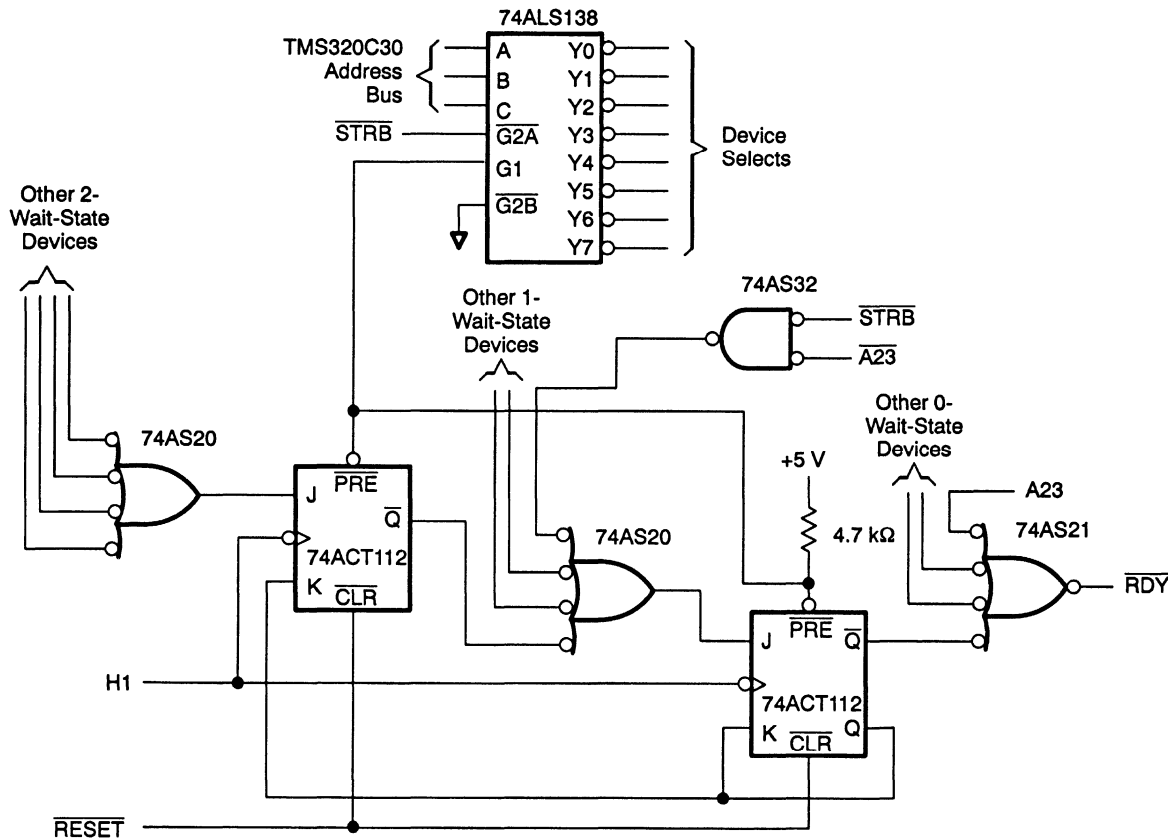 74ALS138
TMS320C30
Address
Bus
A
B
C
G2A
G1
G2B
STRB
Y0
Y1
Y2
Y3
Y4
Y5
Y6
Y7
Device
Selects
Other 2-
Wait-State
Devices
Other 1-
Wait-State
Devices
74AS32
STRB
A23
Other 0-
Wait-State
Devices
74AS20
+5 V
A23
J
PRE
Q
74ACT112
K
CLR
74AS20
4.7 kΩ
74AS21
RDY
J
PRE
Q
74ACT112
K
Q
CLR
H1
RESET